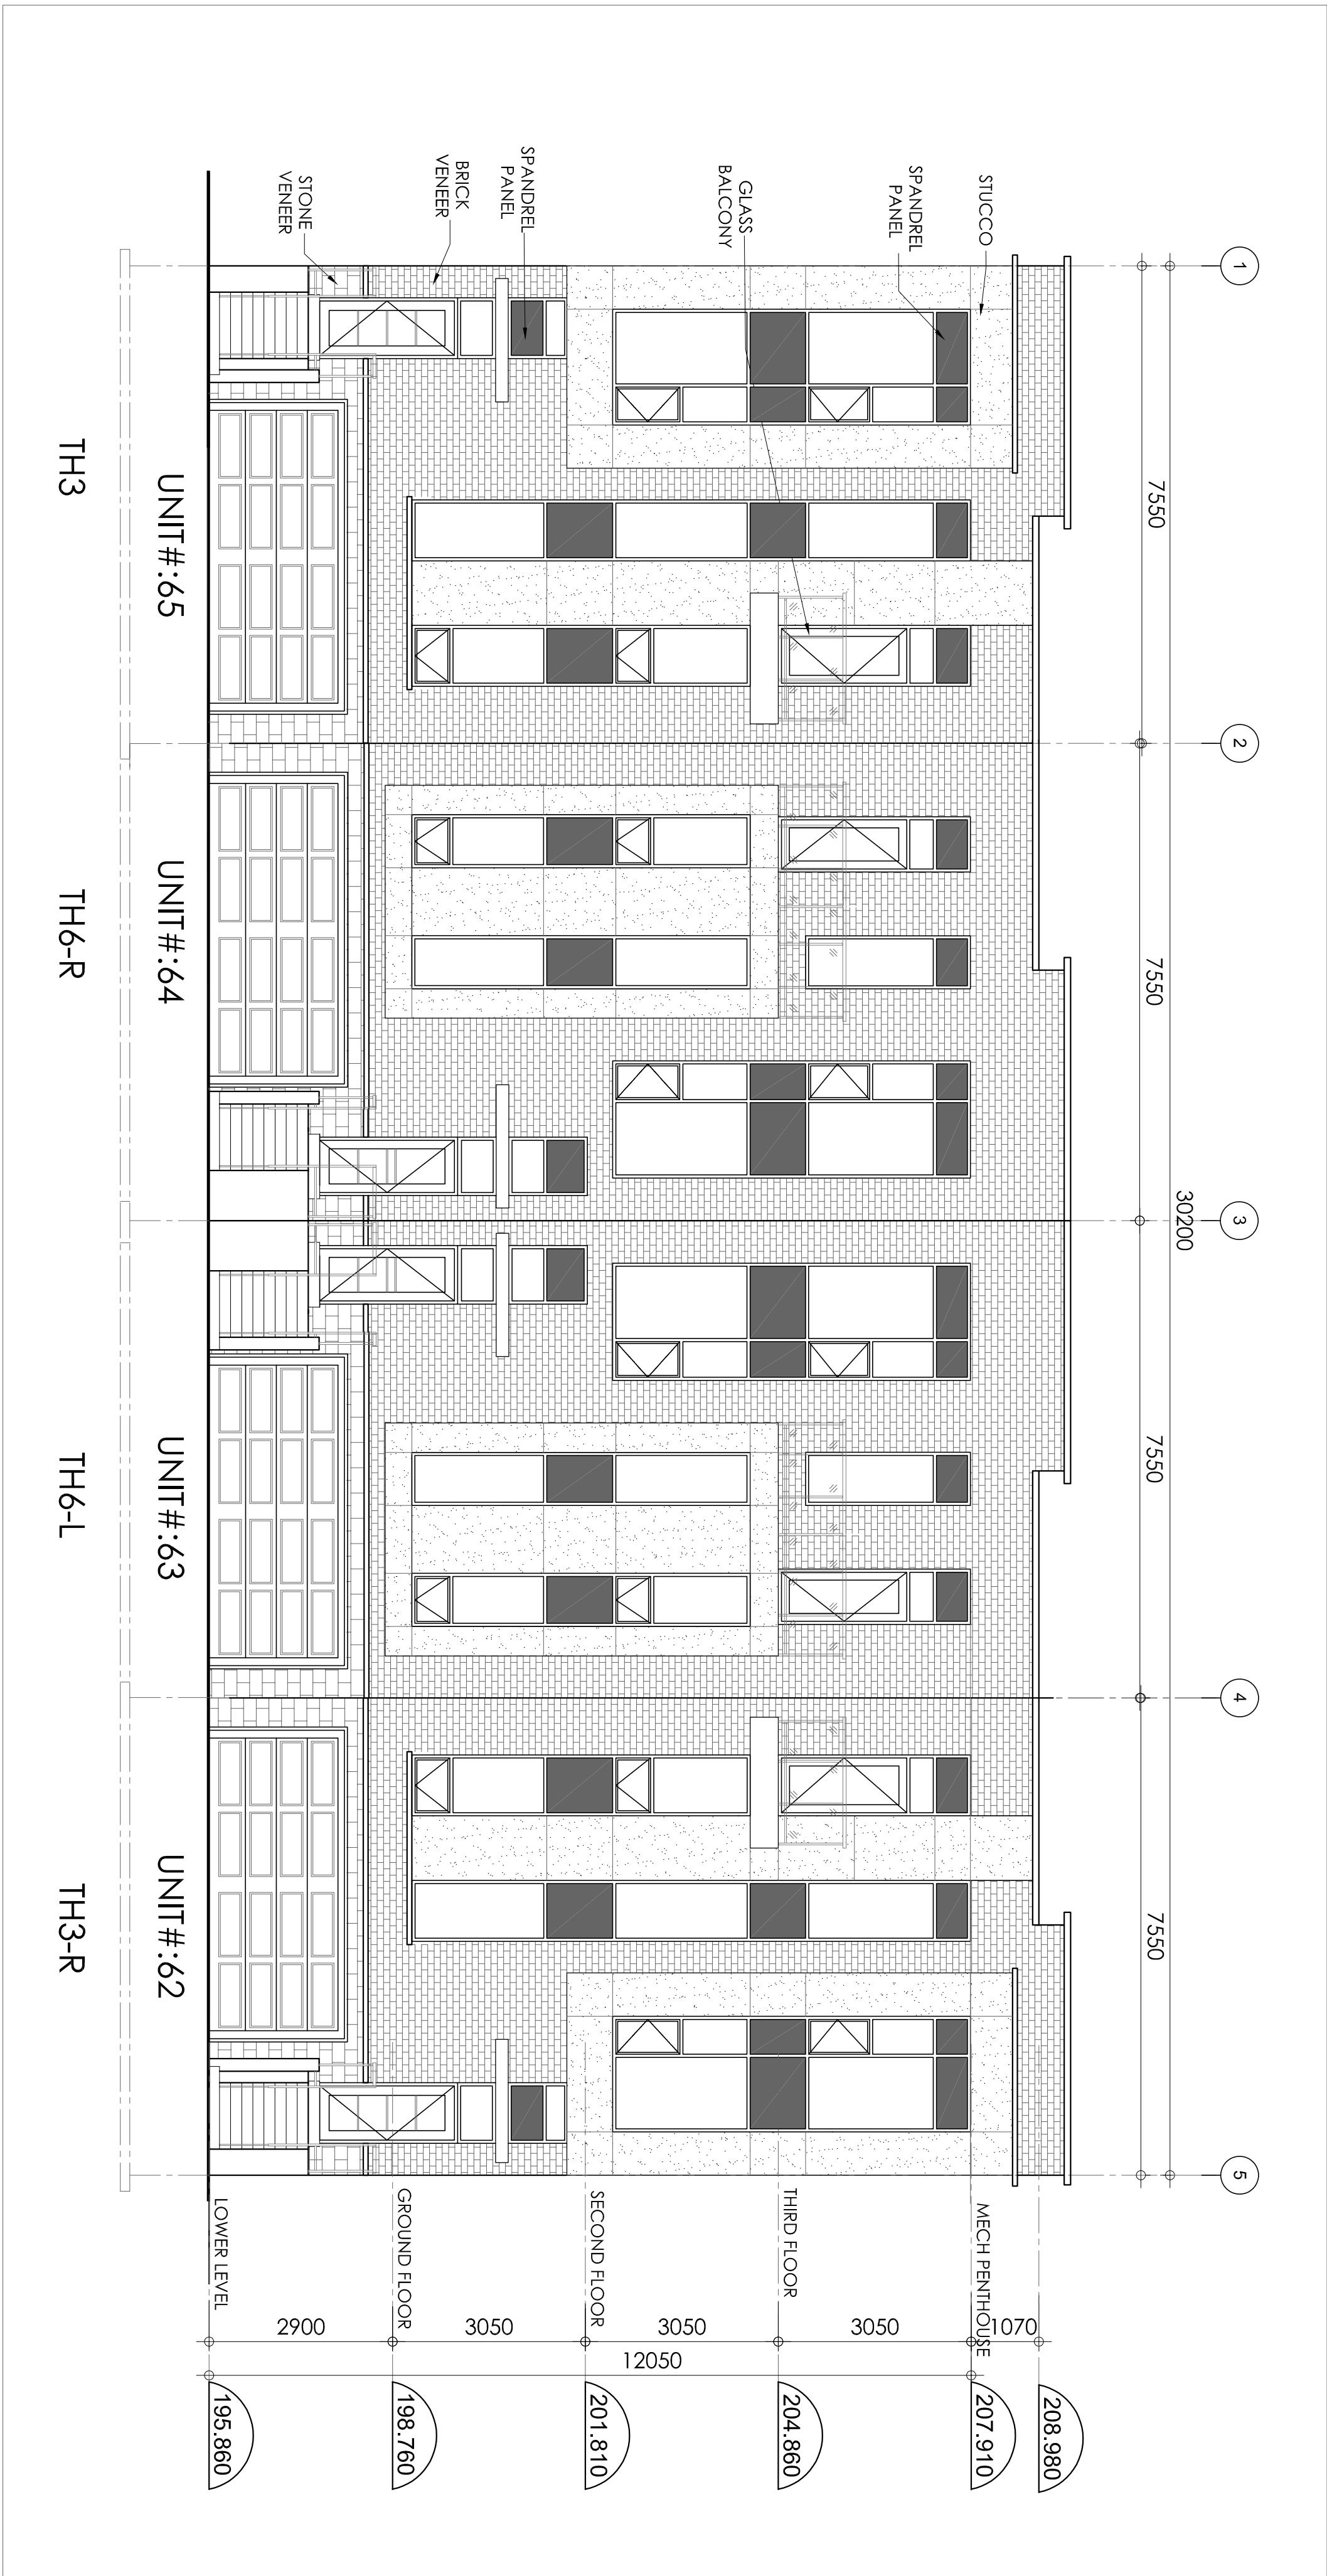 1
2
3
4
5
30200
7550
7550
7550
7550
STUCCO
SPANDREL
PANEL
GLASS
BALCONY
SPANDREL
PANEL
BRICK
VENEER
STONE
VENEER
208.980
1070
MECH PENTHOUSE
207.910
3050
THIRD FLOOR
204.860
3050
12050
SECOND FLOOR
201.810
3050
GROUND FLOOR
198.760
2900
LOWER LEVEL
195.860
UNIT#:65
UNIT#:64
UNIT#:63
UNIT#:62
TH3
TH6-R
TH6-L
TH3-R